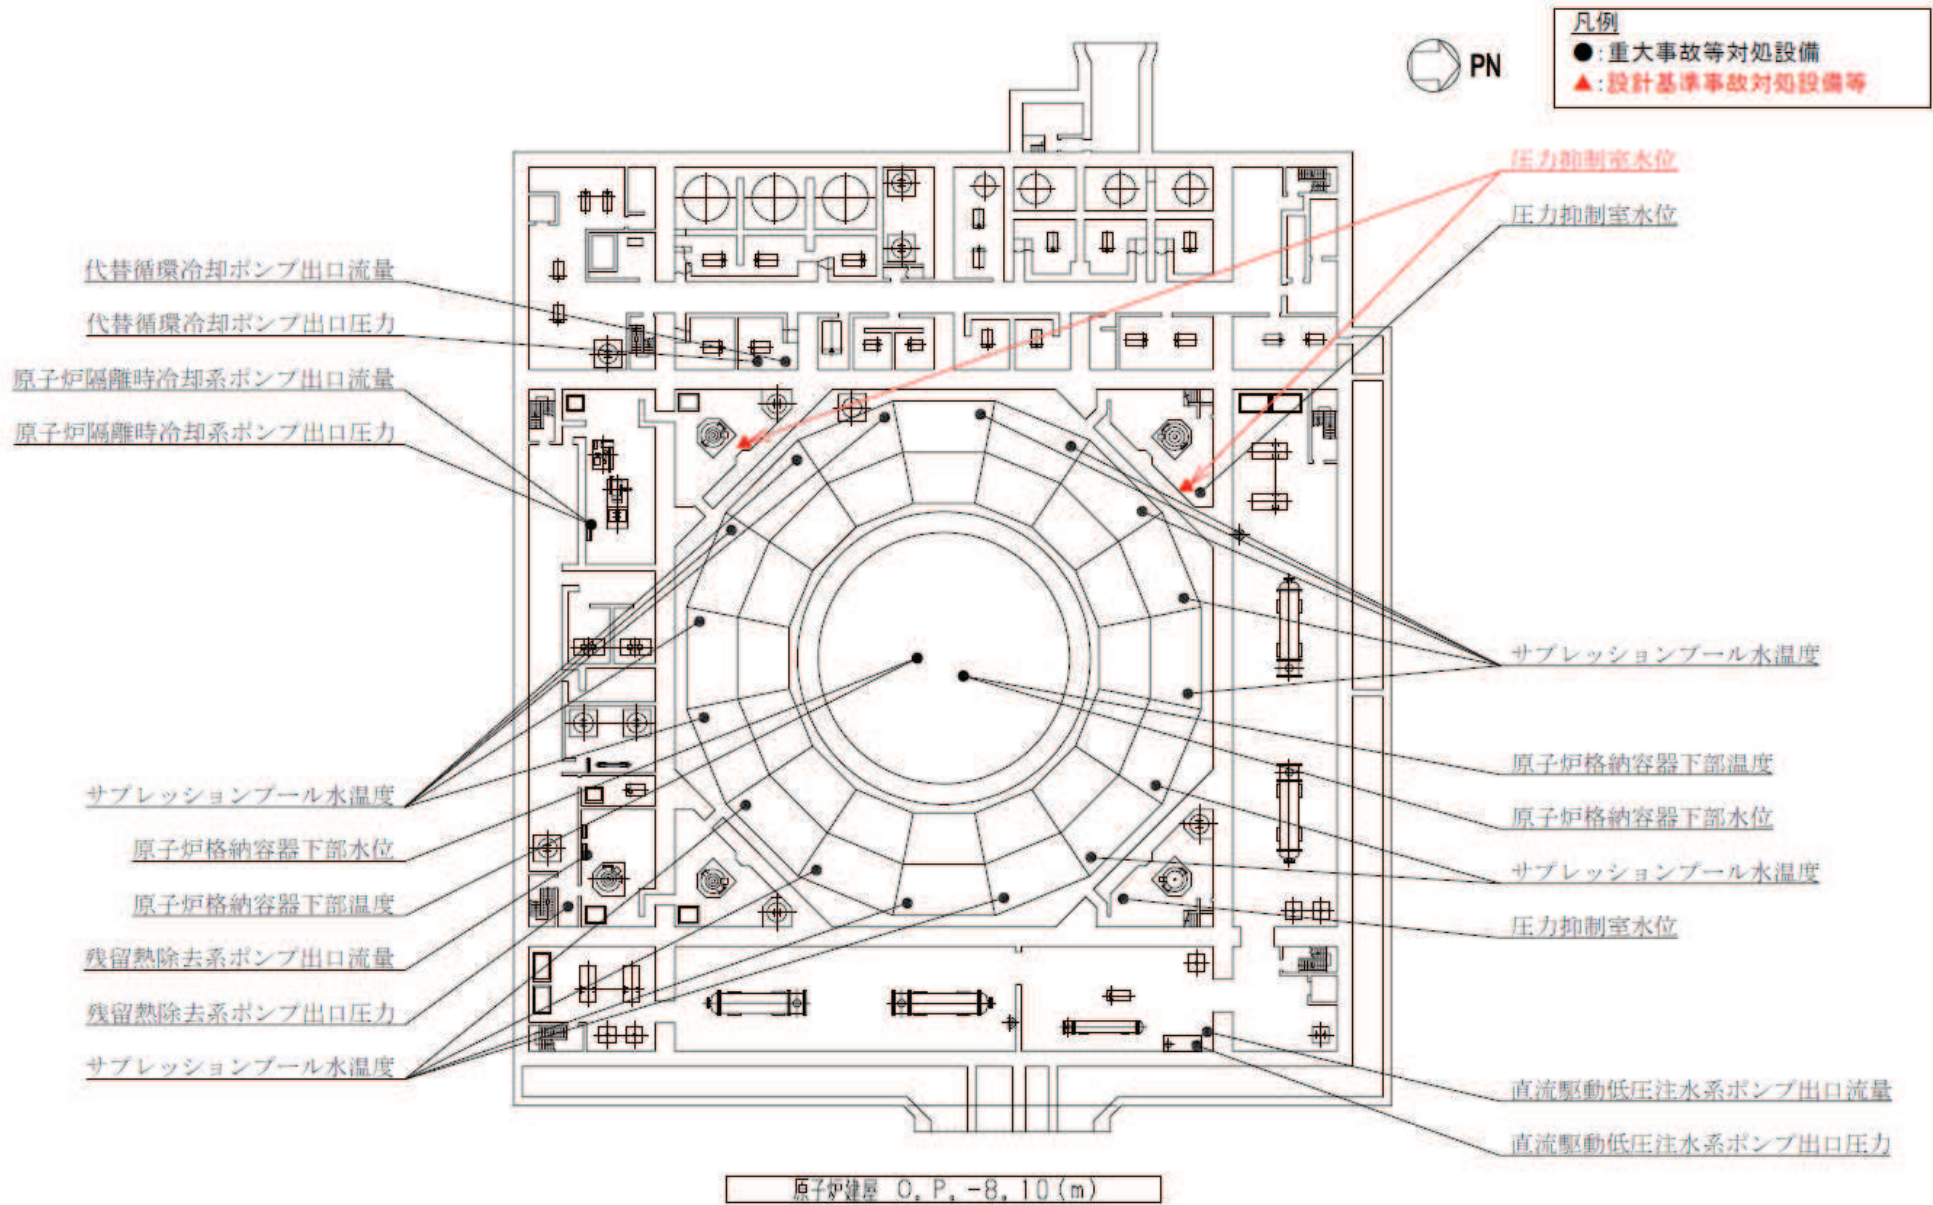 凡例
●:重大事故等対処設備
▲:設計基準事故対処設備等
PN
圧力抑制室水位
圧力抑制室水位
代替循環冷却ポンプ出口流量
代替循環冷却ポンプ出口圧力
原子炉隔離時冷却系ポンプ出口流量
原子炉隔離時冷却系ポンプ出口圧力
サプレッションプール水温度
原子炉格納容器下部水位
原子炉格納容器下部温度
残留熱除去系ポンプ出口流量
残留熱除去系ポンプ出口圧力
サプレッションプール水温度
サプレッションプール水温度
原子炉格納容器下部温度
原子炉格納容器下部水位
サプレッションプール水温度
圧力抑制室水位
直流駆動低圧注水系ポンプ出口流量
直流駆動低圧注水系ポンプ出口圧力
原子炉建屋 O. P. -8. 10(m)